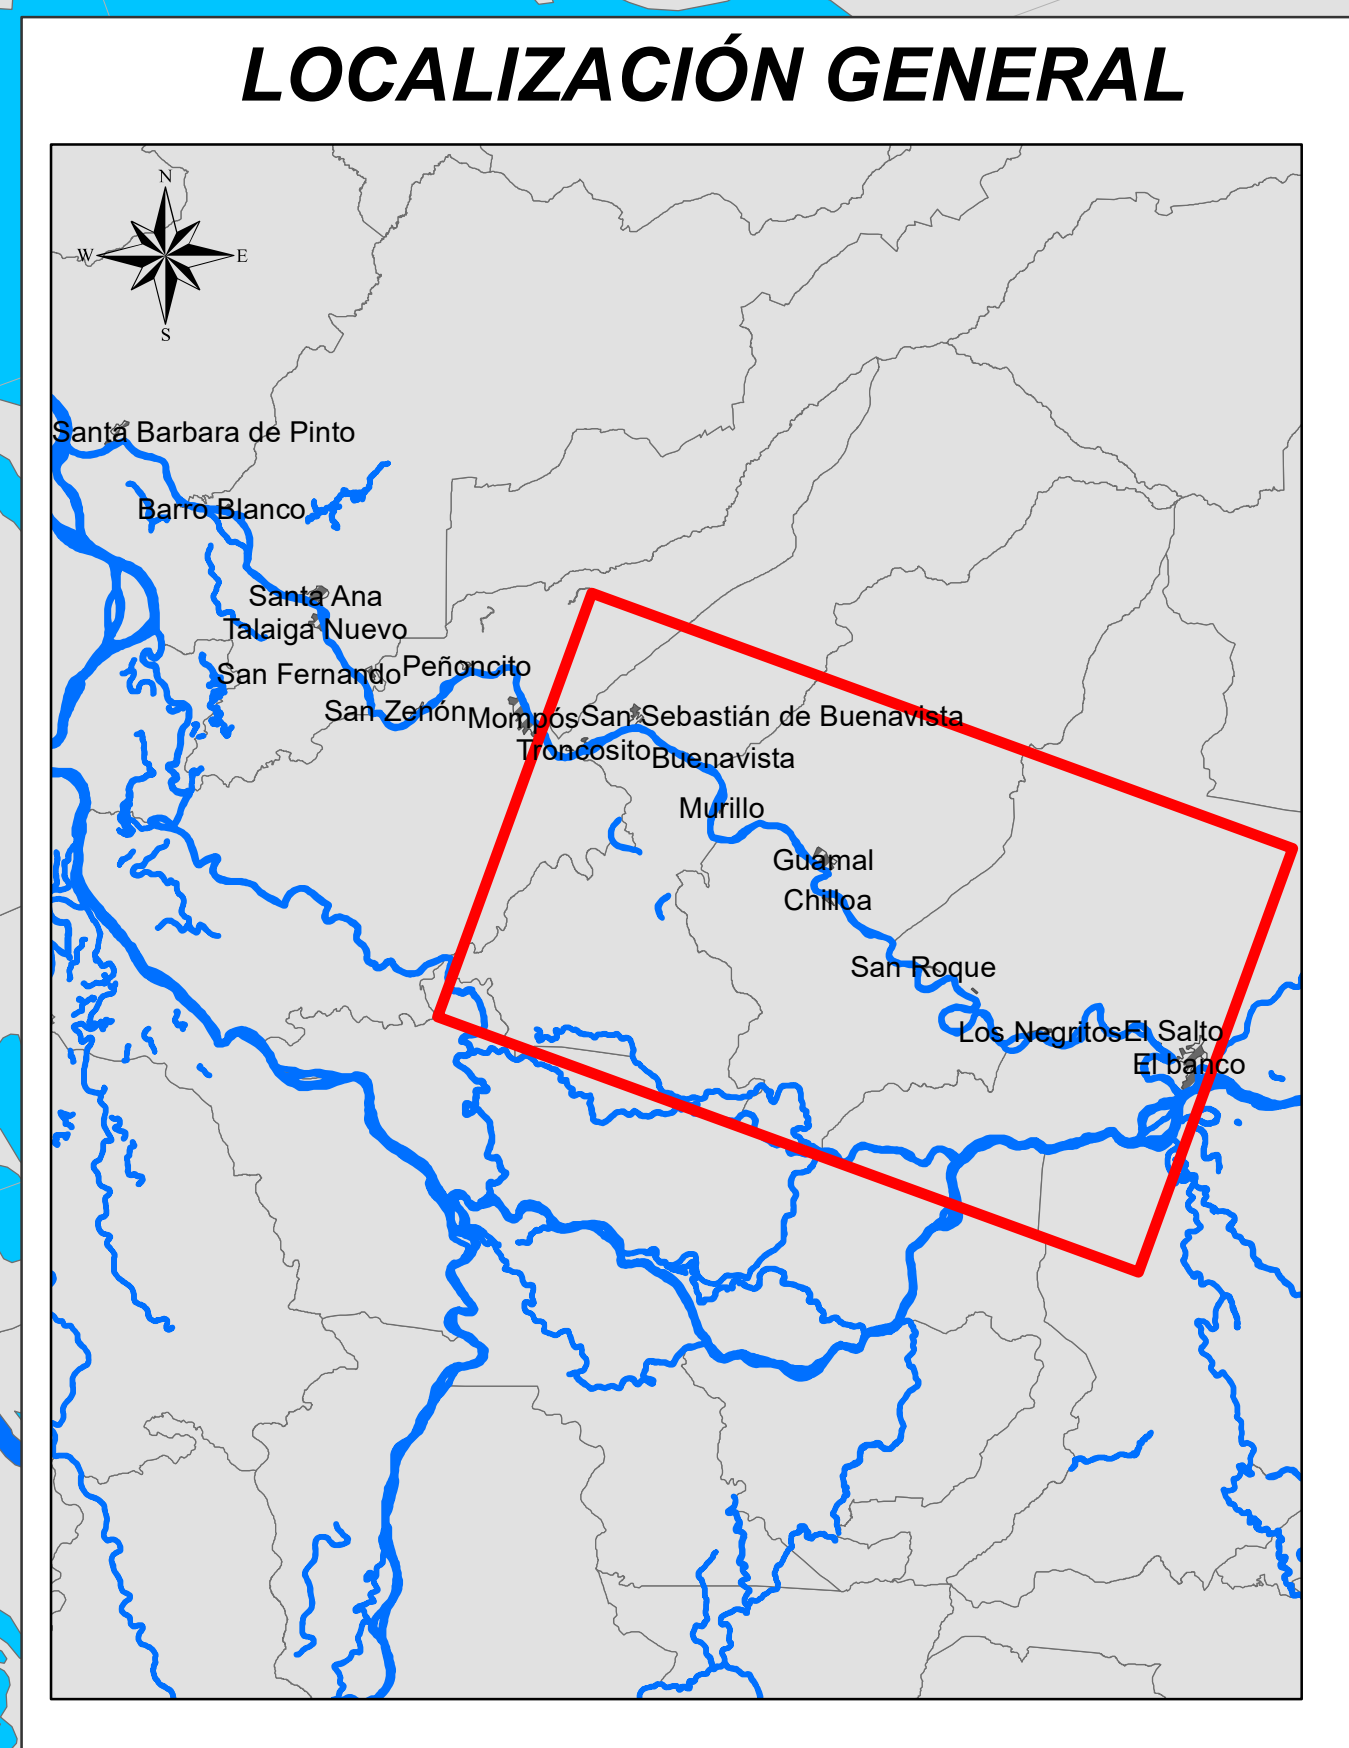 LOCALIZACIÓN GENERAL
N
W E
S
Santa Barbara de Pinto
Barro Blanco
Santa Ana
Talaiga Nuevo
San Fernando Peñoncito
San Zenón Mompós San Sebastián de Buenavista
Troncosito Buenavista
Murillo
Guamal
Chilloa
San Roque
Los Negritos El Salto
El banco